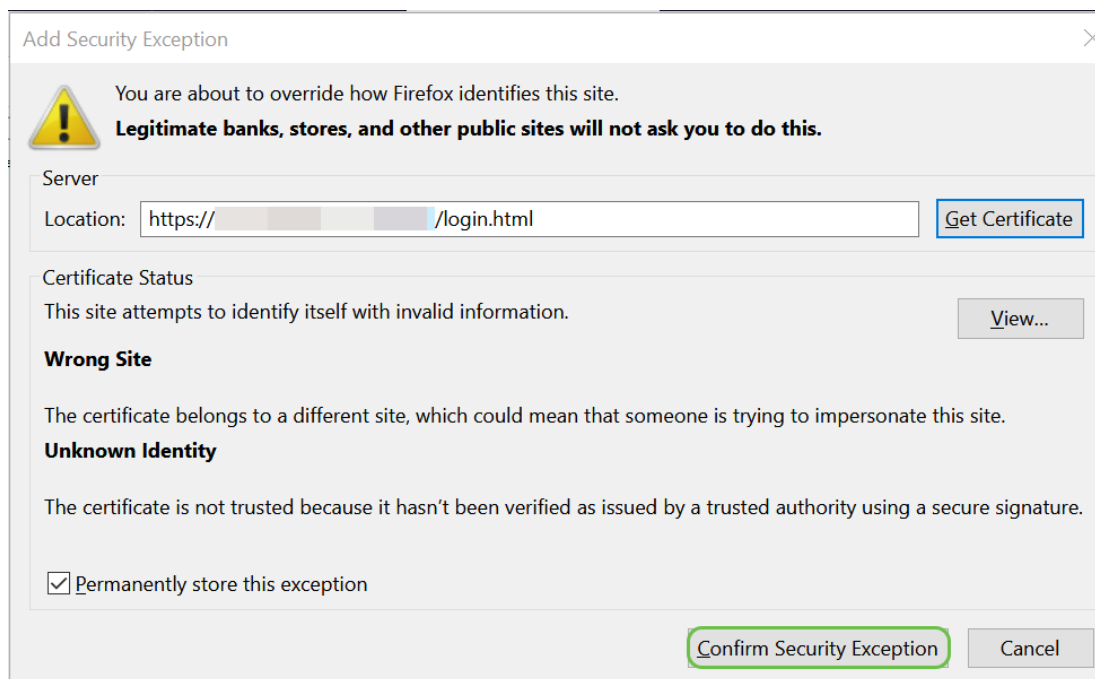 Add Security Exception
You are about to override how Firefox identifies this site.
Legitimate banks, stores, and other public sites will not ask you to do this.
Server
Location: https:// /login.html Get Certificate
Certificate Status
This site attempts to identify itself with invalid information.
View...
Wrong Site
The certificate belongs to a different site, which could mean that someone is trying to impersonate this site.
Unknown Identity
The certificate is not trusted because it hasn’t been verified as issued by a trusted authority using a secure signature.
Permanently store this exception
Confirm Security Exception Cancel